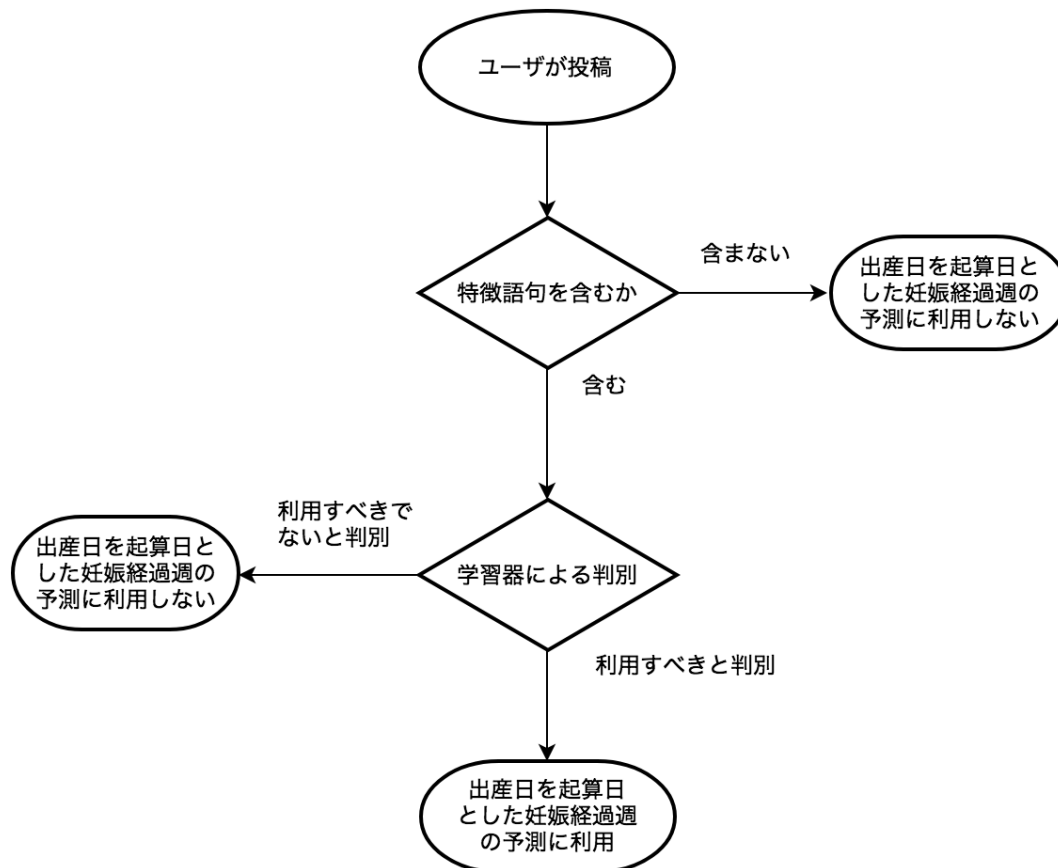 ユーザが投稿
特徴語句を含むか
含まない
出産日を起算日と
した妊娠経過週の
予測に利用しない
含む
利用すべきで
ないと判別
出産日を起算日と
した妊娠経過週の
予測に利用しない
学習器による判別
利用すべきと判別
出産日を起算日
とした妊娠経過週
の予測に利用